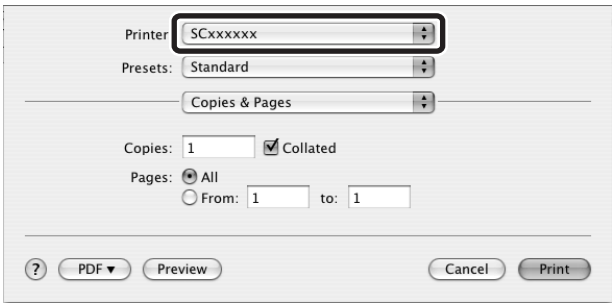 Printer: SCxxxxxx
Presets: Standard
Copies & Pages
Copies: 1 Collated
Pages: All
From: 1 to: 1
? PDF ▼ Preview Cancel Print